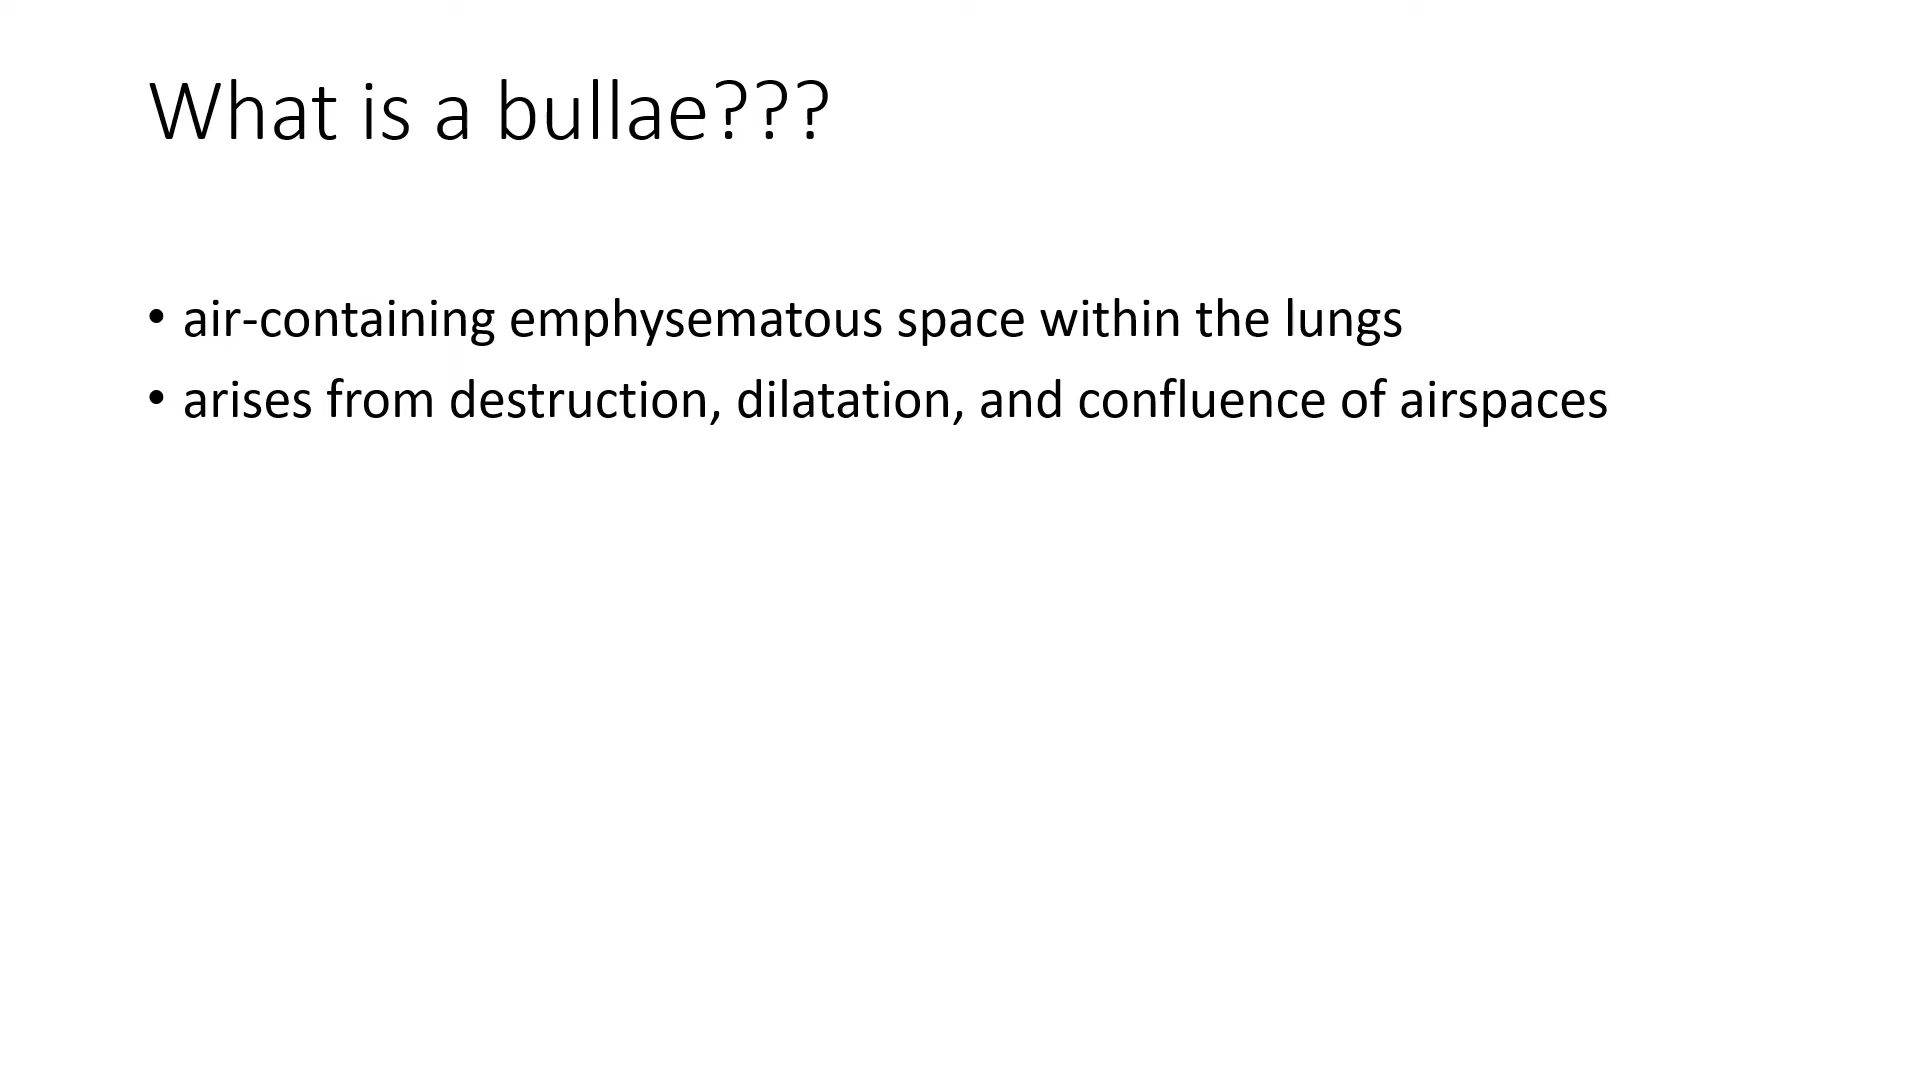 What is a bullae???
• air-containing emphysematous space within the lungs
• arises from destruction, dilatation, and confluence of airspaces